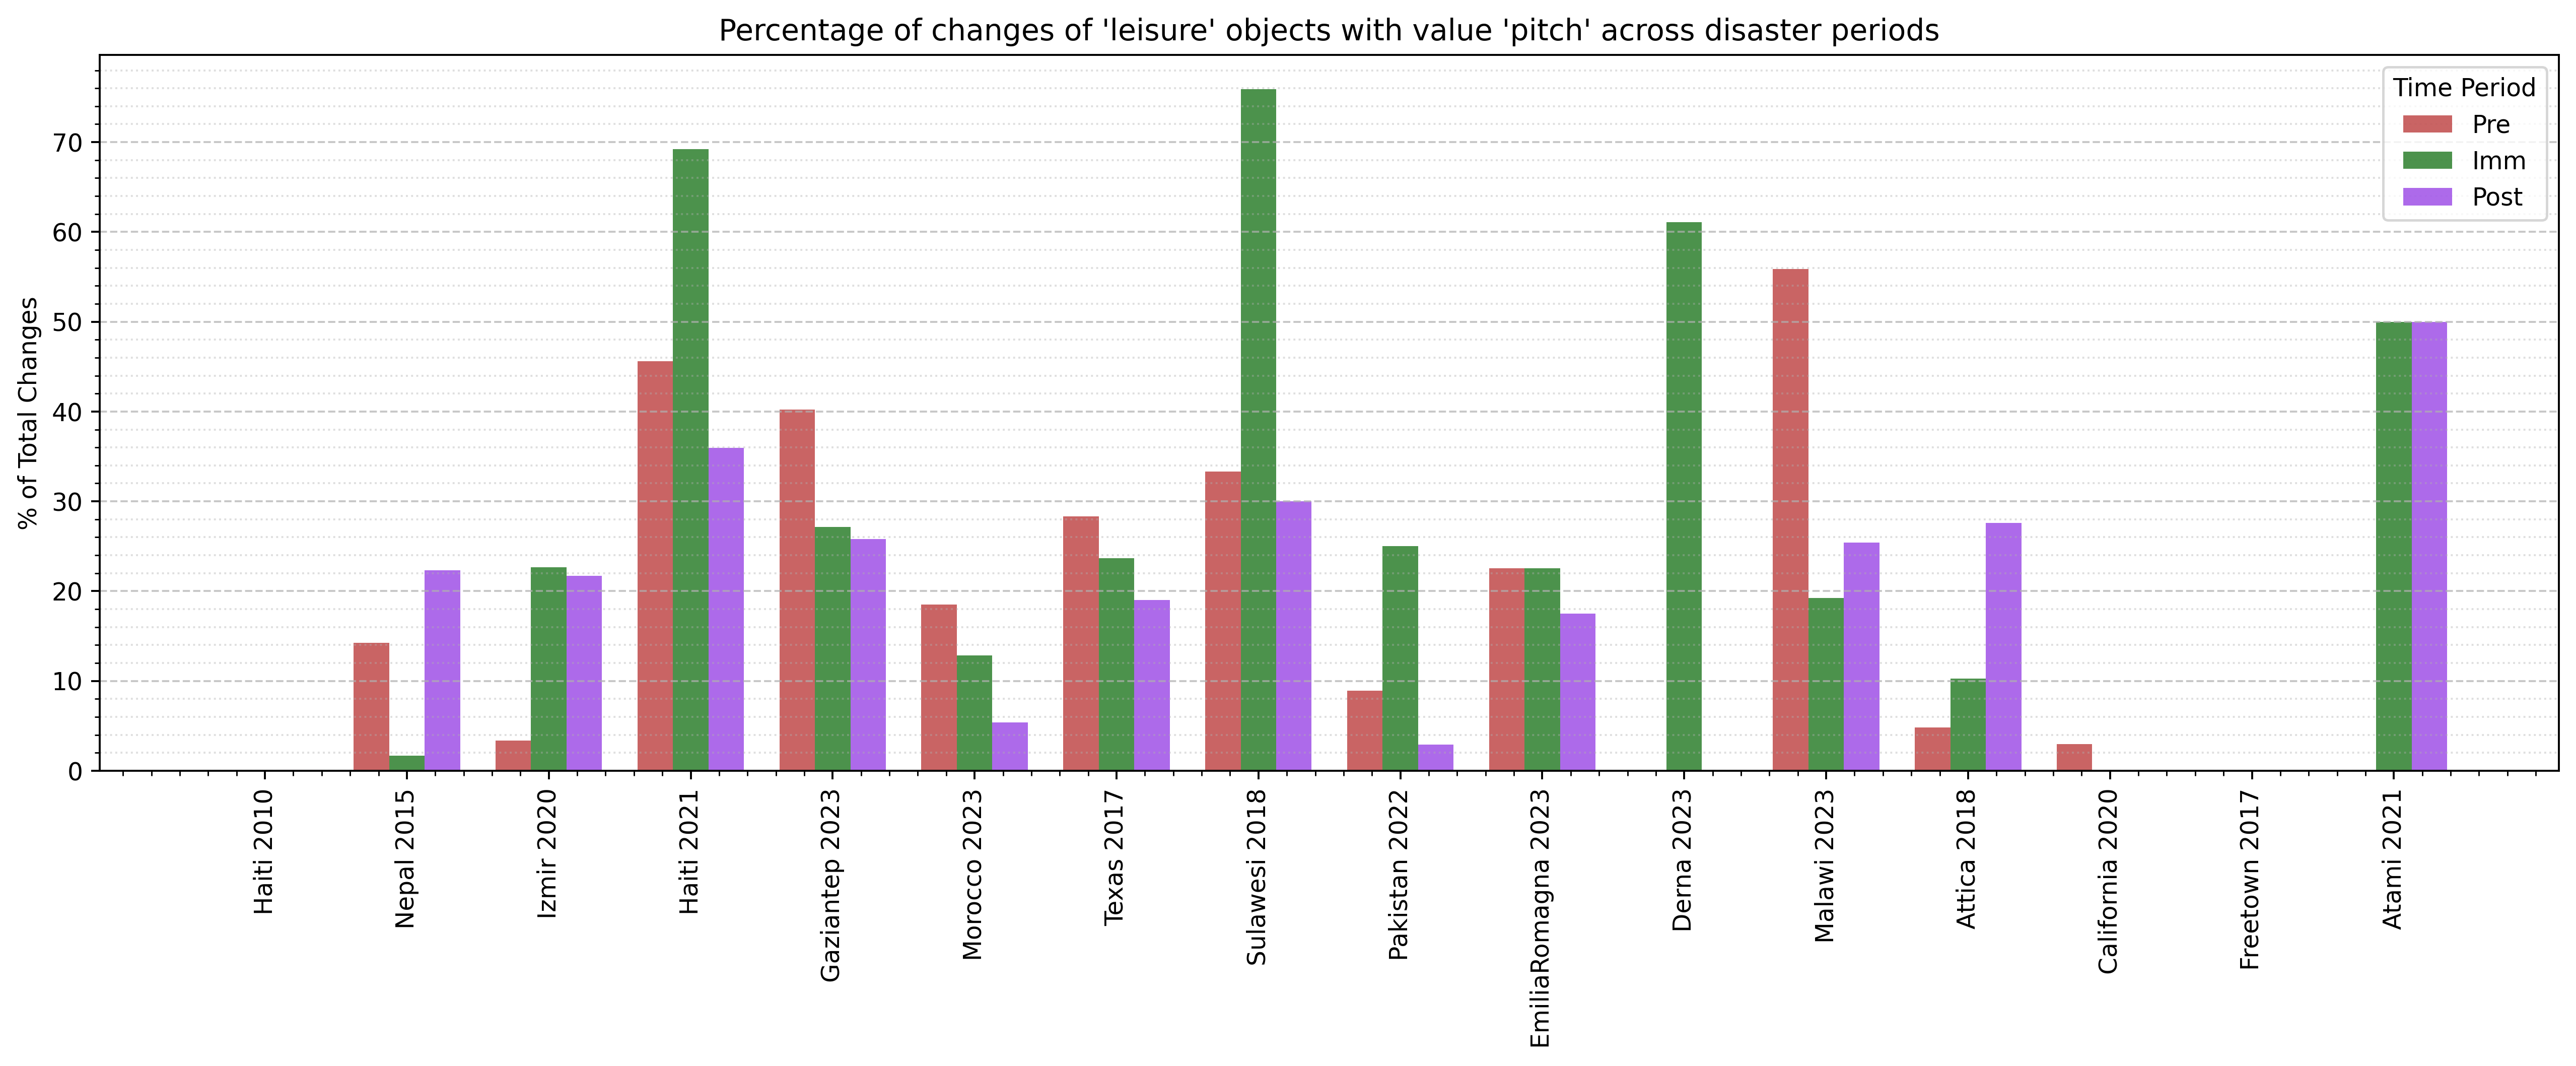 Percentage of changes of 'leisure' objects with value 'pitch' across disaster periods
% of Total Changes
70
60
50
40
30
20
10
0
Time Period
Pre
Imm
Post
Haiti 2010
Nepal 2015
Izmir 2020
Haiti 2021
Gaziantep 2023
Morocco 2023
Texas 2017
Sulawesi 2018
Pakistan 2022
EmiliaRomagna 2023
Derna 2023
Malawi 2023
Attica 2018
California 2020
Freetown 2017
Atami 2021